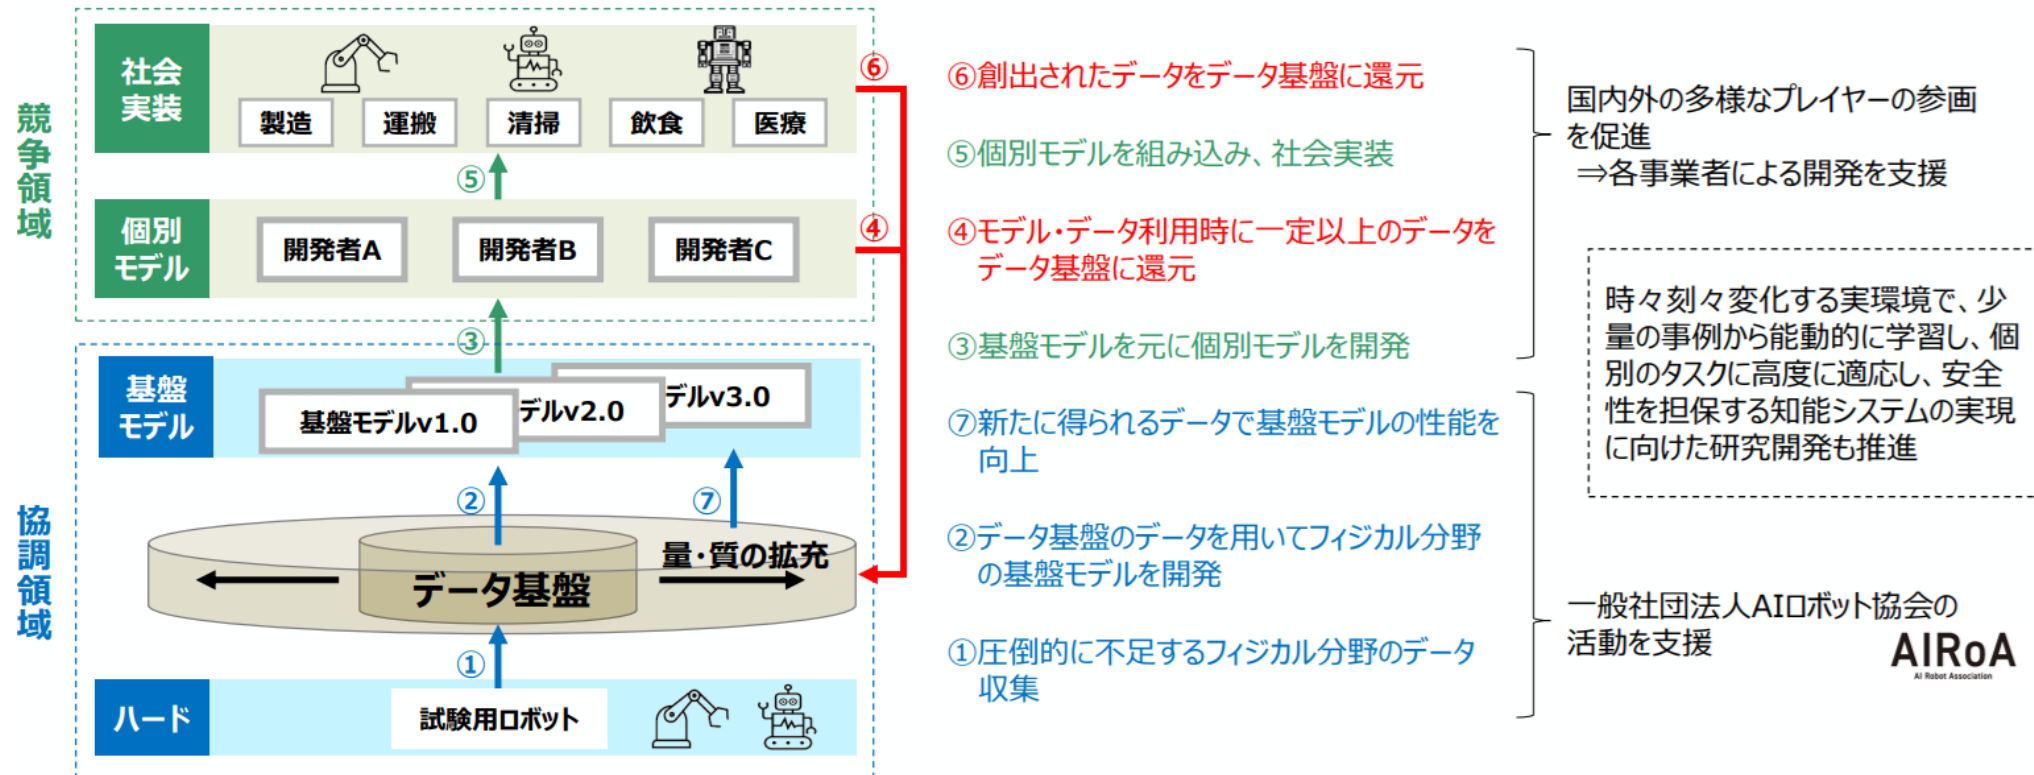 競争領域
社会
実装
製造
運搬
清掃
飲食
医療
⑥
⑤
個別
モデル
開発者A
開発者B
開発者C
④
③
協調領域
基盤
モデル
基盤モデルv1.0
デルv2.0
デルv3.0
②
⑦
量・質の拡充
データ基盤
①
ハード
試験用ロボット
⑥創出されたデータをデータ基盤に還元
⑤個別モデルを組み込み、社会実装
④モデル・データ利用時に一定以上のデータを
データ基盤に還元
③基盤モデルを元に個別モデルを開発
⑦新たに得られるデータで基盤モデルの性能を
向上
②データ基盤のデータを用いてフィジカル分野
の基盤モデルを開発
①圧倒的に不足するフィジカル分野のデータ
収集
国内外の多様なプレイヤーの参画
を促進
⇒各事業者による開発を支援
時々刻々変化する実環境で、少
量の事例から能動的に学習し、個
別のタスクに高度に適応し、安全
性を担保する知能システムの実現
に向けた研究開発も推進
一般社団法人AIロボット協会の
活動を支援
AIRoA
AI Robot Association